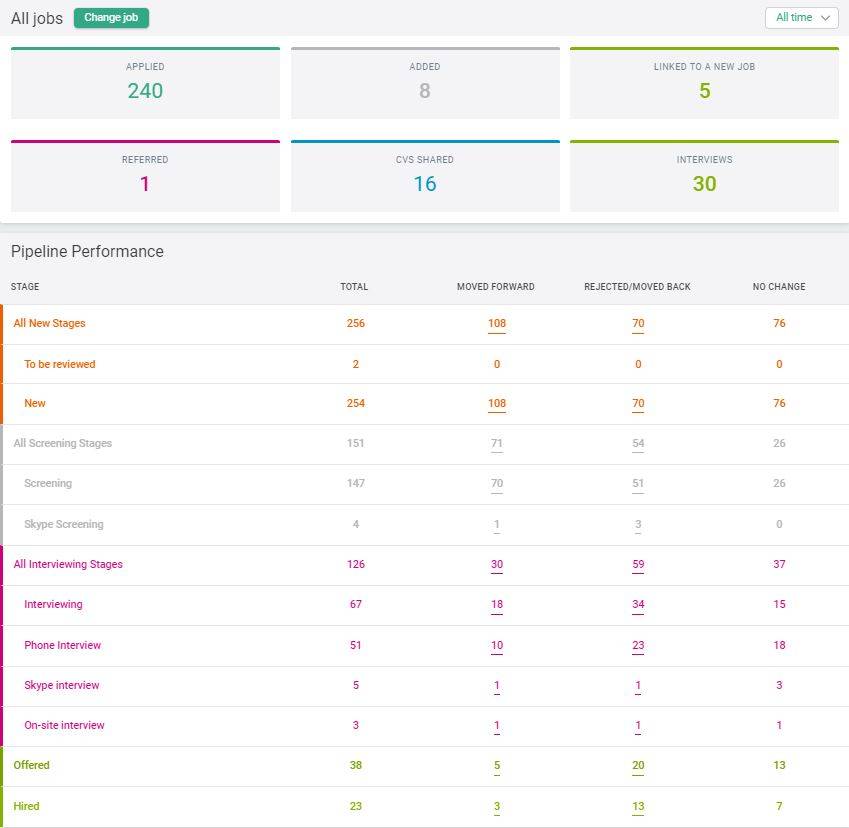 All jobs Change job All time
APPLIED ADDED LINKED TO A NEW JOB
240 8 5
REFERRED CVS SHARED INTERVIEWS
1 16 30
Pipeline Performance
STAGE TOTAL MOVED FORWARD REJECTED/MOVED BACK NO CHANGE
All New Stages 256 108 70 76
To be reviewed 2 0 0 0
New 254 108 70 76
All Screening Stages 151 71 54 26
Screening 147 70 51 26
Skype Screening 4 1 3 0
All Interviewing Stages 126 30 59 37
Interviewing 67 18 34 15
Phone Interview 51 10 23 18
Skype interview 5 1 1 3
On-site interview 3 1 1 1
Offered 38 5 20 13
Hired 23 3 13 7